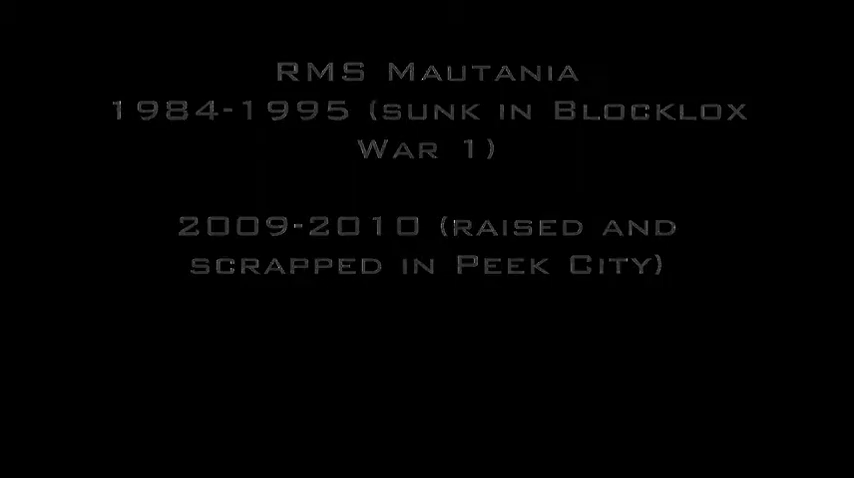 RMS Mautania
1984-1995 (sunk in Blocklox
War 1)
2009-2010 (raised and
scrapped in Peek City)